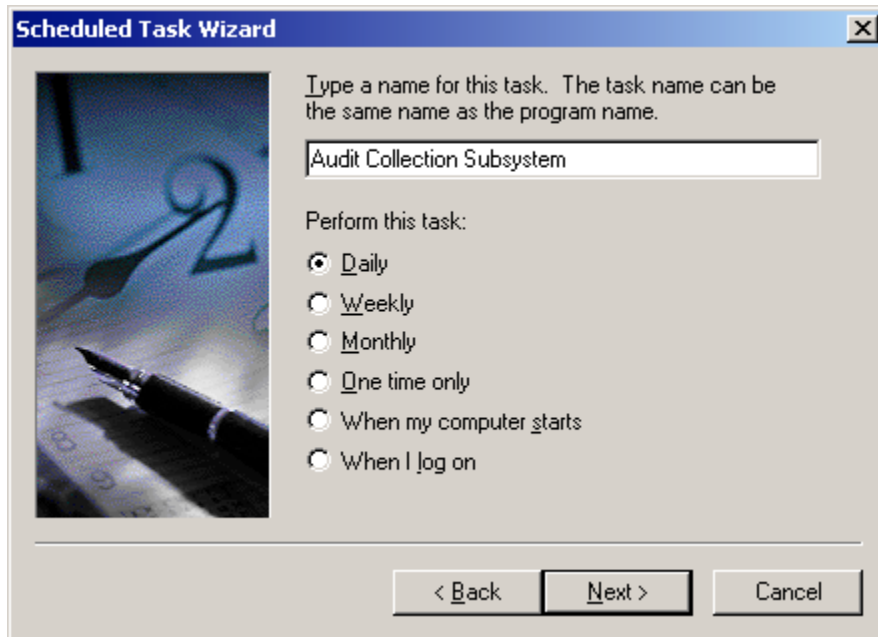 Scheduled Task Wizard
Type a name for this task. The task name can be
the same name as the program name.
Audit Collection Subsystem
Perform this task:
Daily
Weekly
Monthly
One time only
When my computer starts
When I log on
< Back
Next >
Cancel